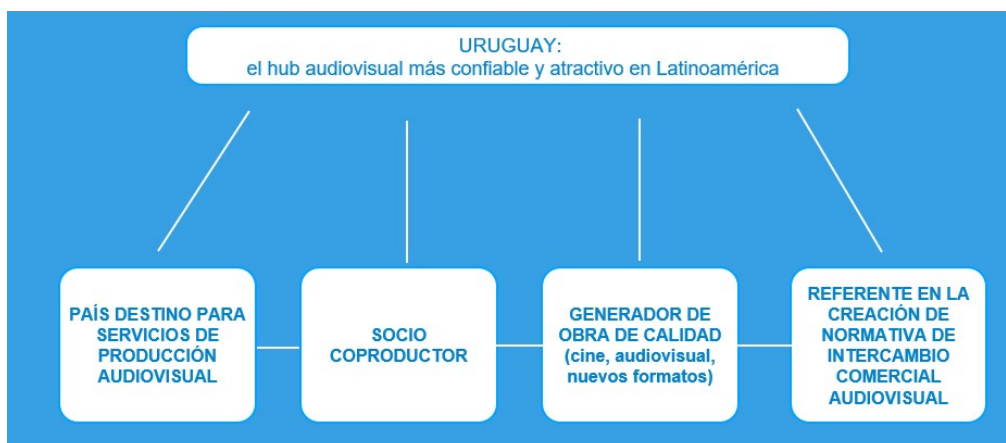 URUGUAY:
el hub audiovisual más confiable y atractivo en Latinoamérica
PAÍS DESTINO PARA
SERVICIOS DE
PRODUCCIÓN
AUDIOVISUAL
SOCIO
COPRODUCTOR
GENERADOR DE
OBRA DE CALIDAD
(cine, audiovisual,
nuevos formatos)
REFERENTE EN LA
CREACIÓN DE
NORMATIVA DE
INTERCAMBIO
COMERCIAL
AUDIOVISUAL